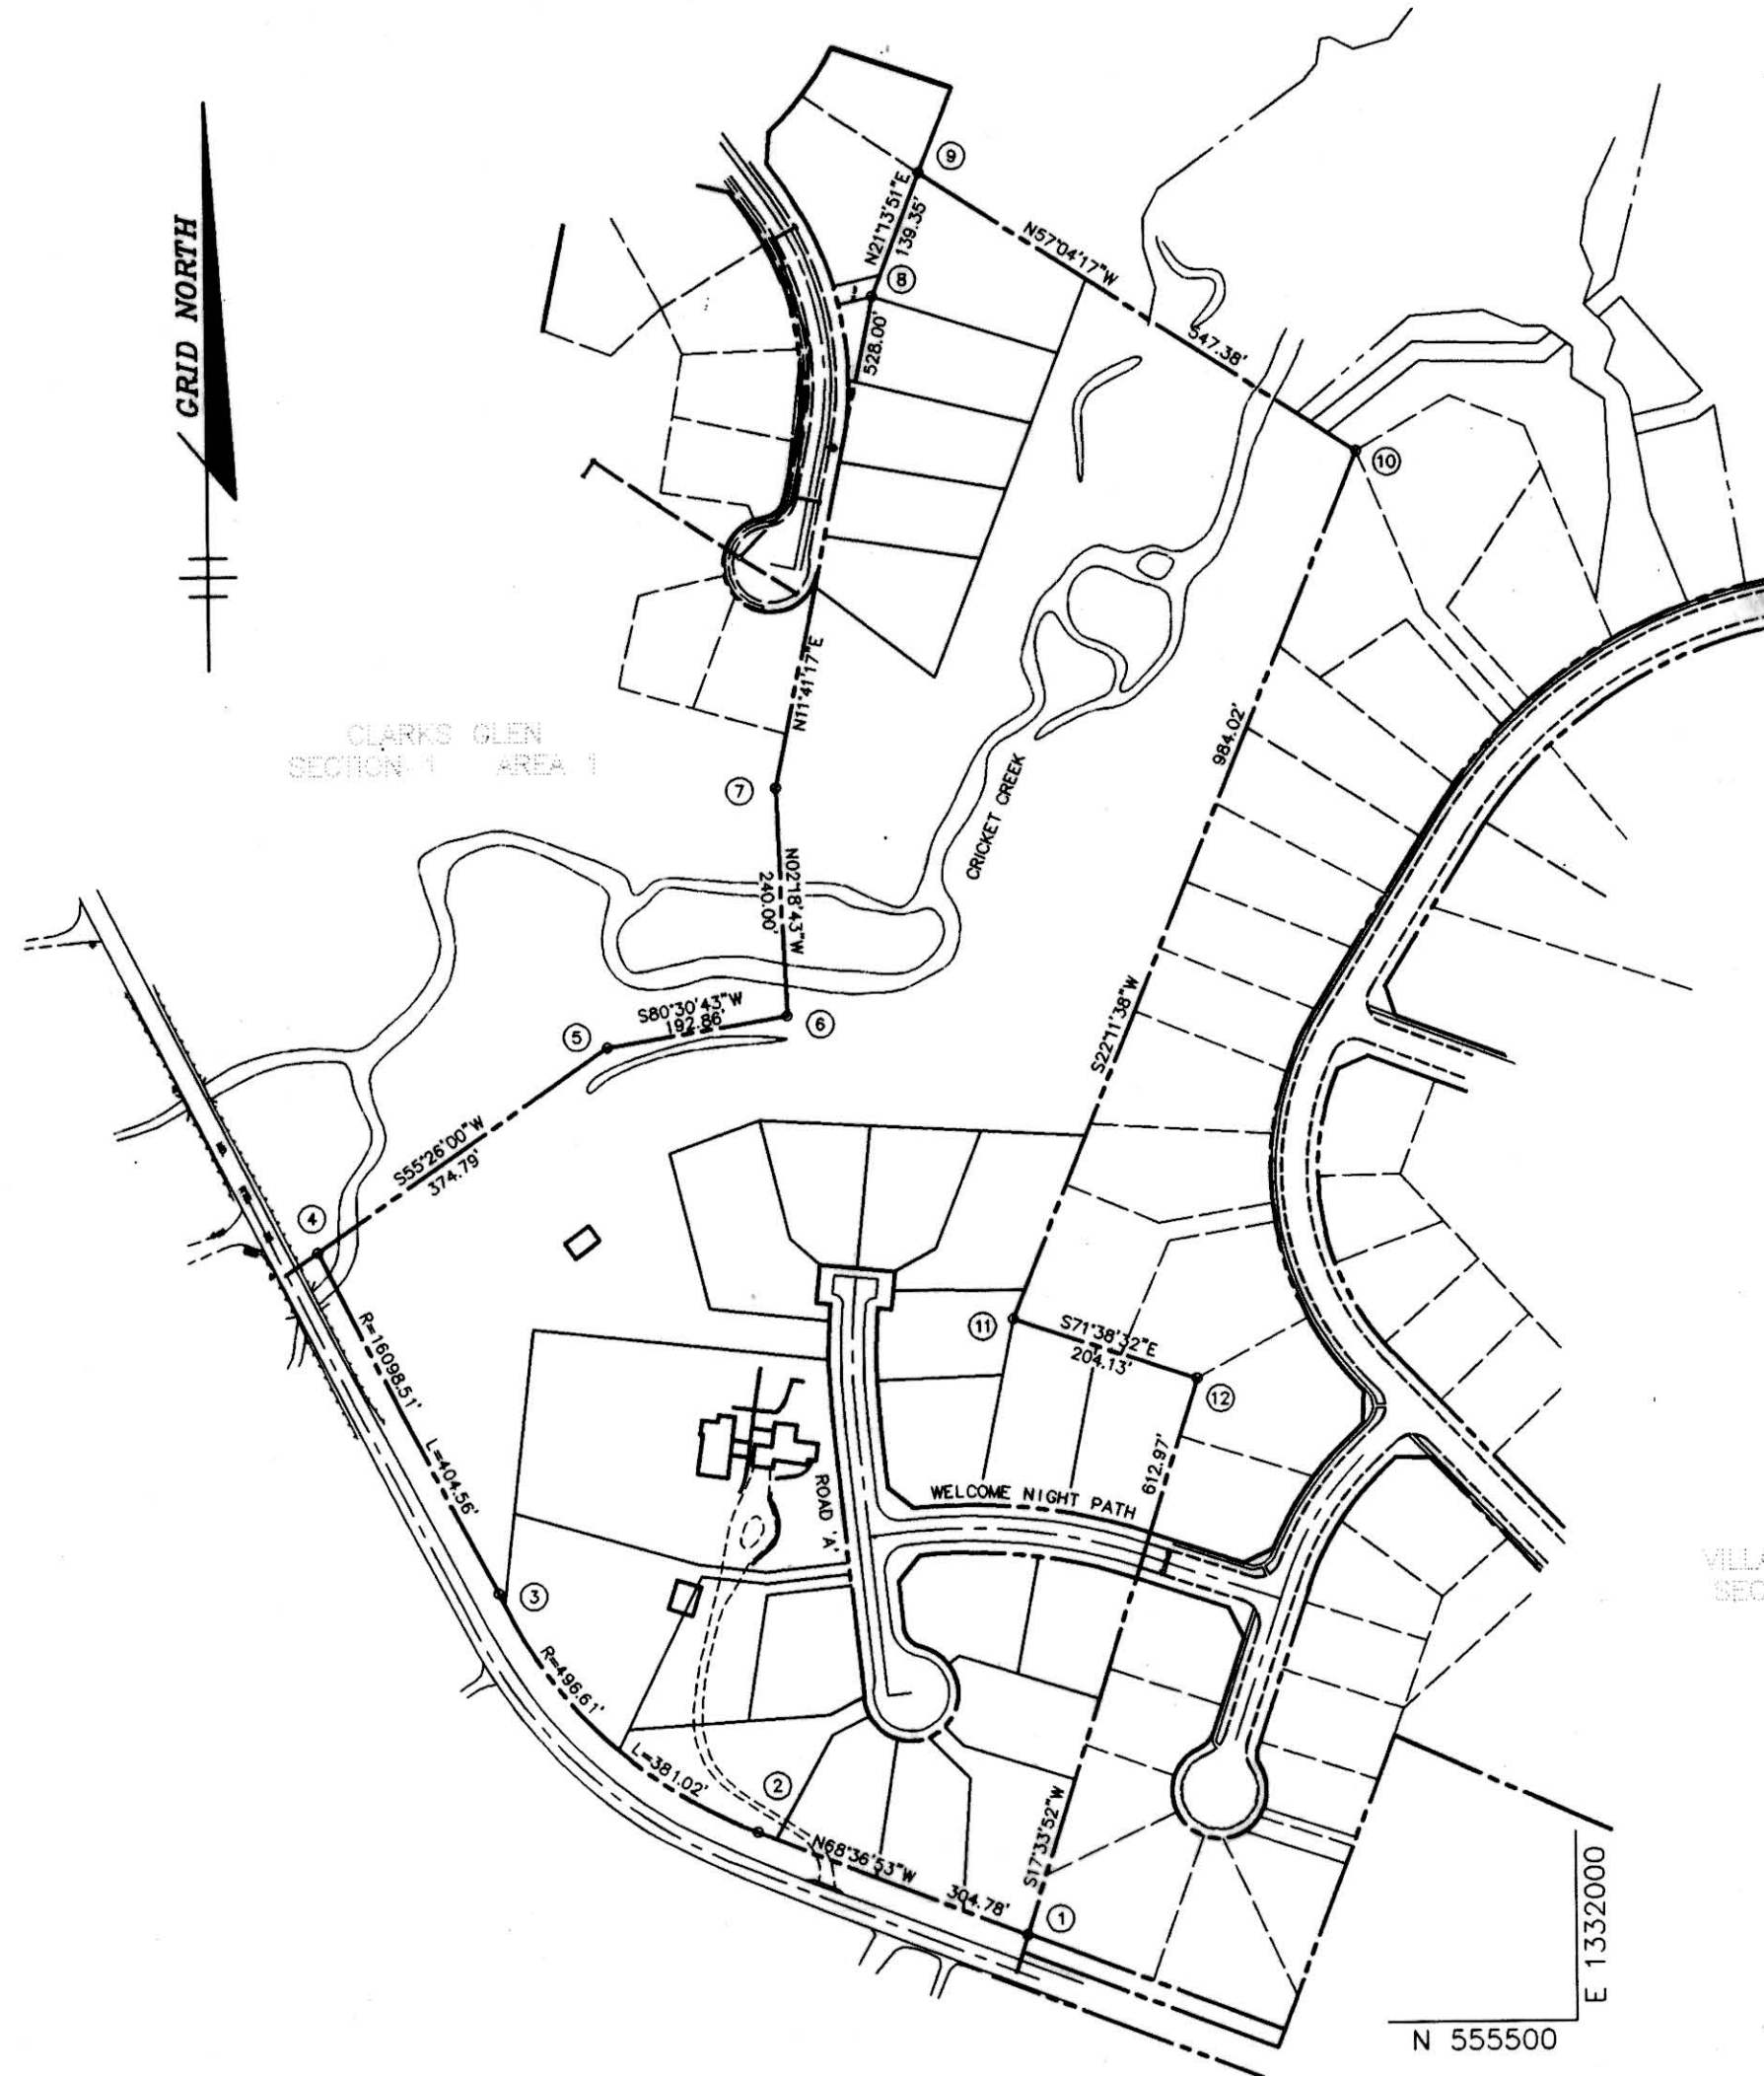 GRID NORTH
9
N21°13'51"E
139.35'
8
528.00'
N57°04'17"W
547.38'
10
984.02'
S22°11'38"W
N11°41'17"E
CLARKS GLEN
SECTION 1 AREA 1
7
CRICKET CREEK
N02°18'43"W
240.00'
S80°30'43"W
192.86'
5
6
S55°26'00"W
374.79'
4
R=16098.51'
L=404.56'
11
S71°38'32"E
204.13'
12
612.97'
WELCOME NIGHT PATH
ROAD 'A'
3
R=496.61'
L=381.02'
2
N68°36'53"W
304.78'
S17°33'52"W
1
E 1332000
N 555500